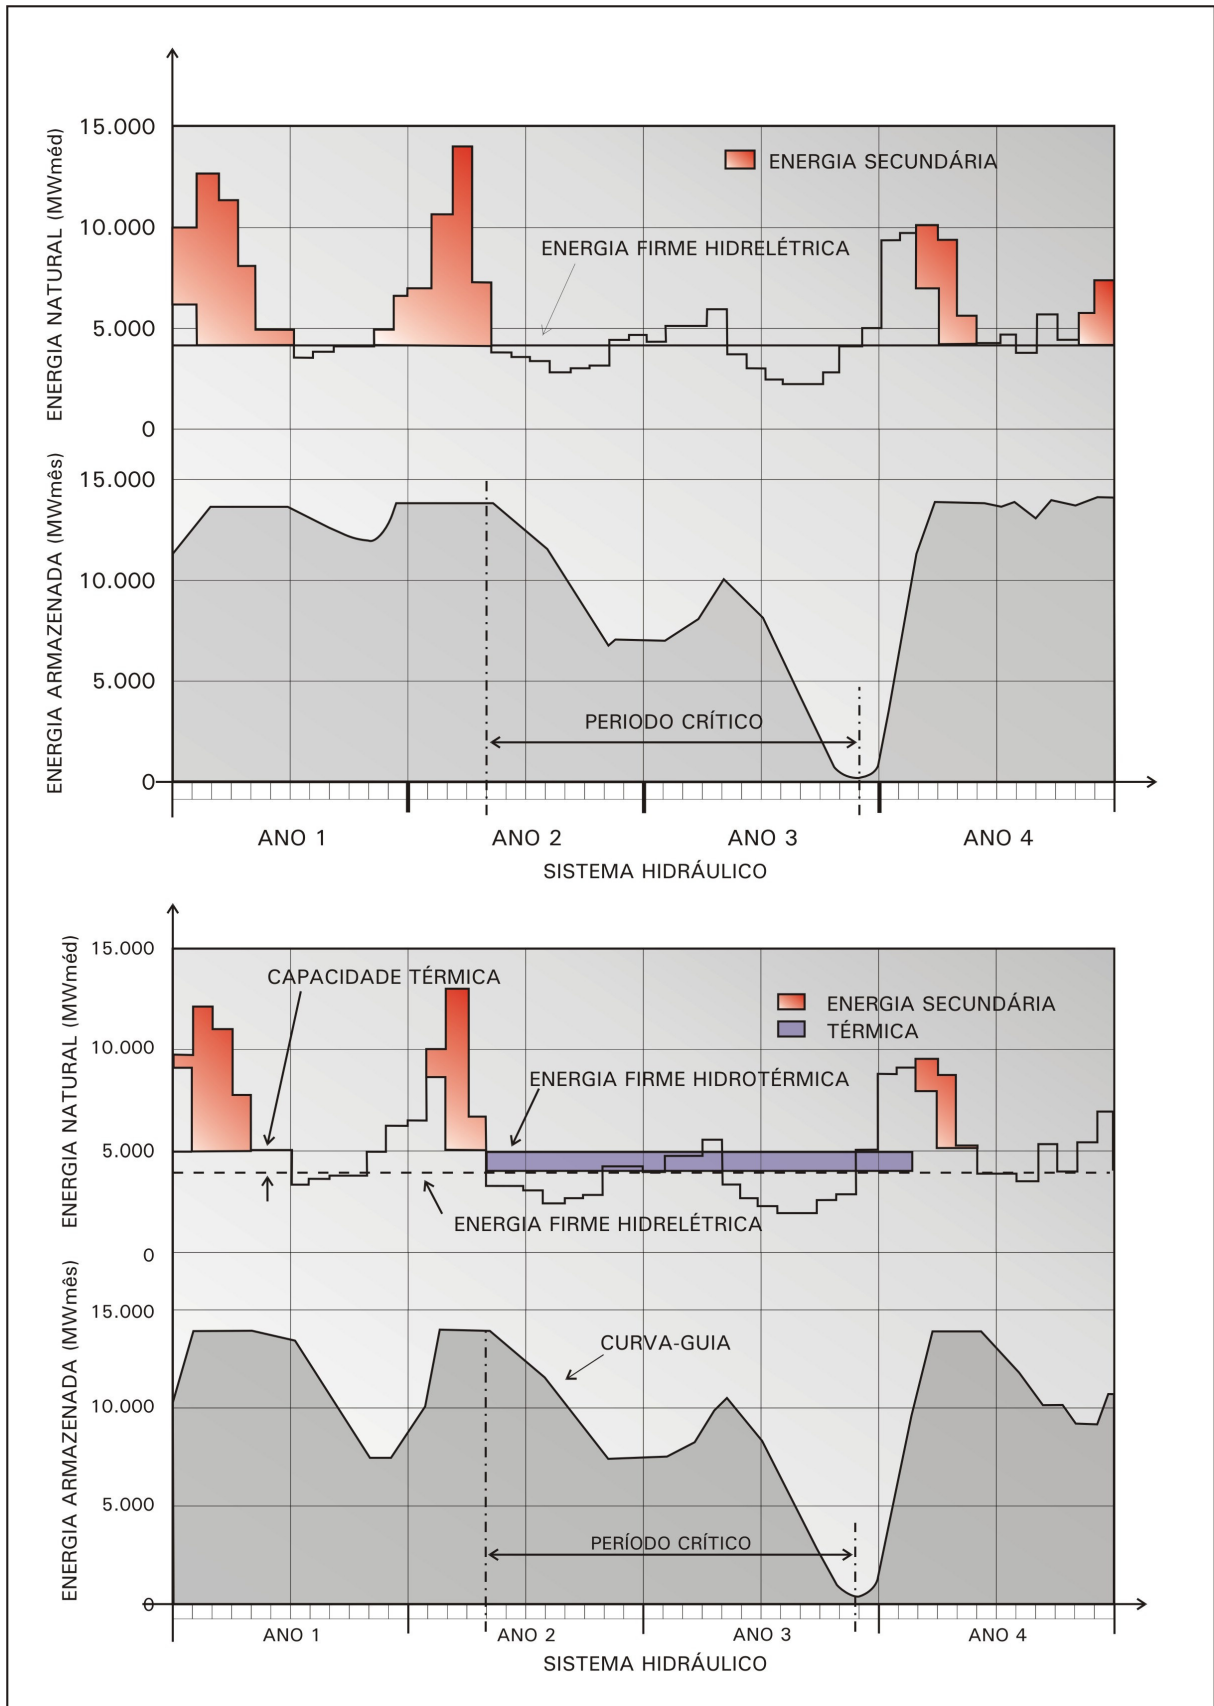 ENERGIA NATURAL (MWméd)
15.000
10.000
5.000
0
ENERGIA SECUNDÁRIA
ENERGIA FIRME HIDRELÉTRICA
ENERGIA ARMAZENADA (MWmês)
15.000
10.000
5.000
0
PERIODO CRÍTICO
ANO 1 ANO 2 ANO 3 ANO 4
SISTEMA HIDRÁULICO
ENERGIA NATURAL (MWméd)
15.000
10.000
5.000
0
CAPACIDADE TÉRMICA
ENERGIA SECUNDÁRIA
TÉRMICA
ENERGIA FIRME HIDROTÉRMICA
ENERGIA FIRME HIDRELÉTRICA
ENERGIA ARMAZENADA (MWmês)
15.000
10.000
5.000
0
CURVA-GUIA
PERÍODO CRÍTICO
ANO 1 ANO 2 ANO 3 ANO 4
SISTEMA HIDRÁULICO